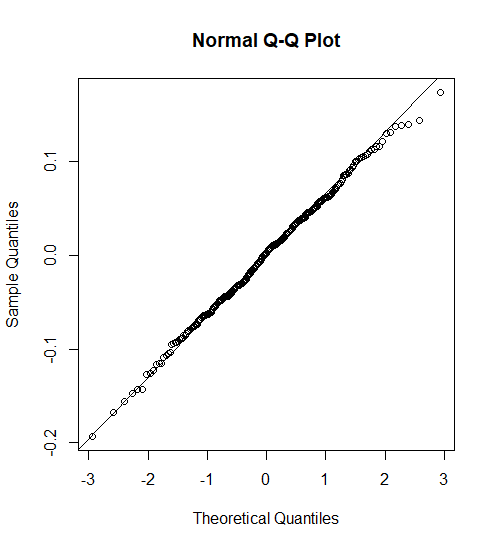 Normal Q-Q Plot
Sample Quantiles
0.1
0.0
-0.1
-0.2
-3 -2 -1 0 1 2 3
Theoretical Quantiles